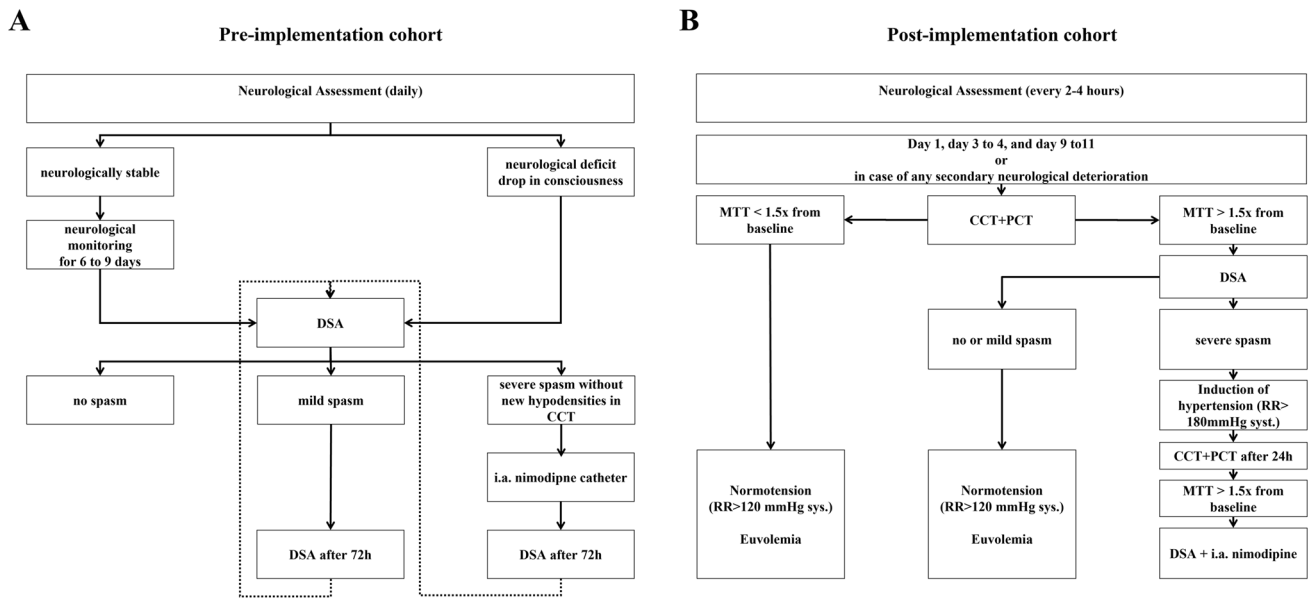 A
Pre-implementation cohort
Neurological Assessment (daily)
neurologically stable
neurological deficit
drop in consciousness
neurological
monitoring
for 6 to 9 days
DSA
no spasm
mild spasm
severe spasm without
new hypodensities in
CCT
i.a. nimodipne catheter
DSA after 72h
DSA after 72h
B
Post-implementation cohort
Neurological Assessment (every 2-4 hours)
Day 1, day 3 to 4, and day 9 to11
or
in case of any secondary neurological deterioration
MTT < 1.5x from
baseline
CCT+PCT
MTT > 1.5x from
baseline
DSA
no or mild spasm
severe spasm
Induction of
hypertension (RR>
180mmHg syst.)
CCT+PCT after 24h
MTT > 1.5x from
baseline
DSA + i.a. nimodipine
Normotension
(RR>120 mmHg sys.)
Euvolemia
Normotension
(RR>120 mmHg sys.)
Euvolemia